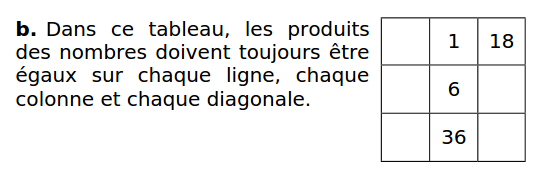 b. Dans ce tableau, les produits
des nombres doivent toujours être
égaux sur chaque ligne, chaque
colonne et chaque diagonale.
1 18
6
36